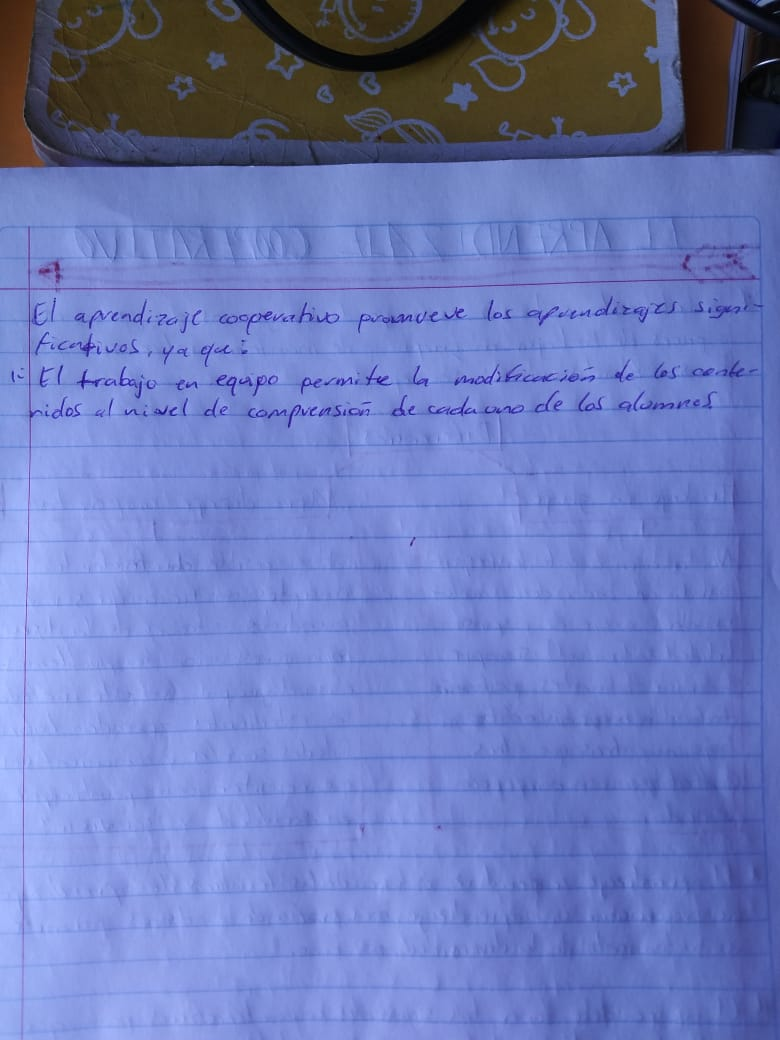 El aprendizaje cooperativo promueve los aprendizajes signi-
ficativos, ya que:
1.- El trabajo en equipo permite la modificación de los conte-
nidos al nivel de comprensión de cada uno de los alumnos